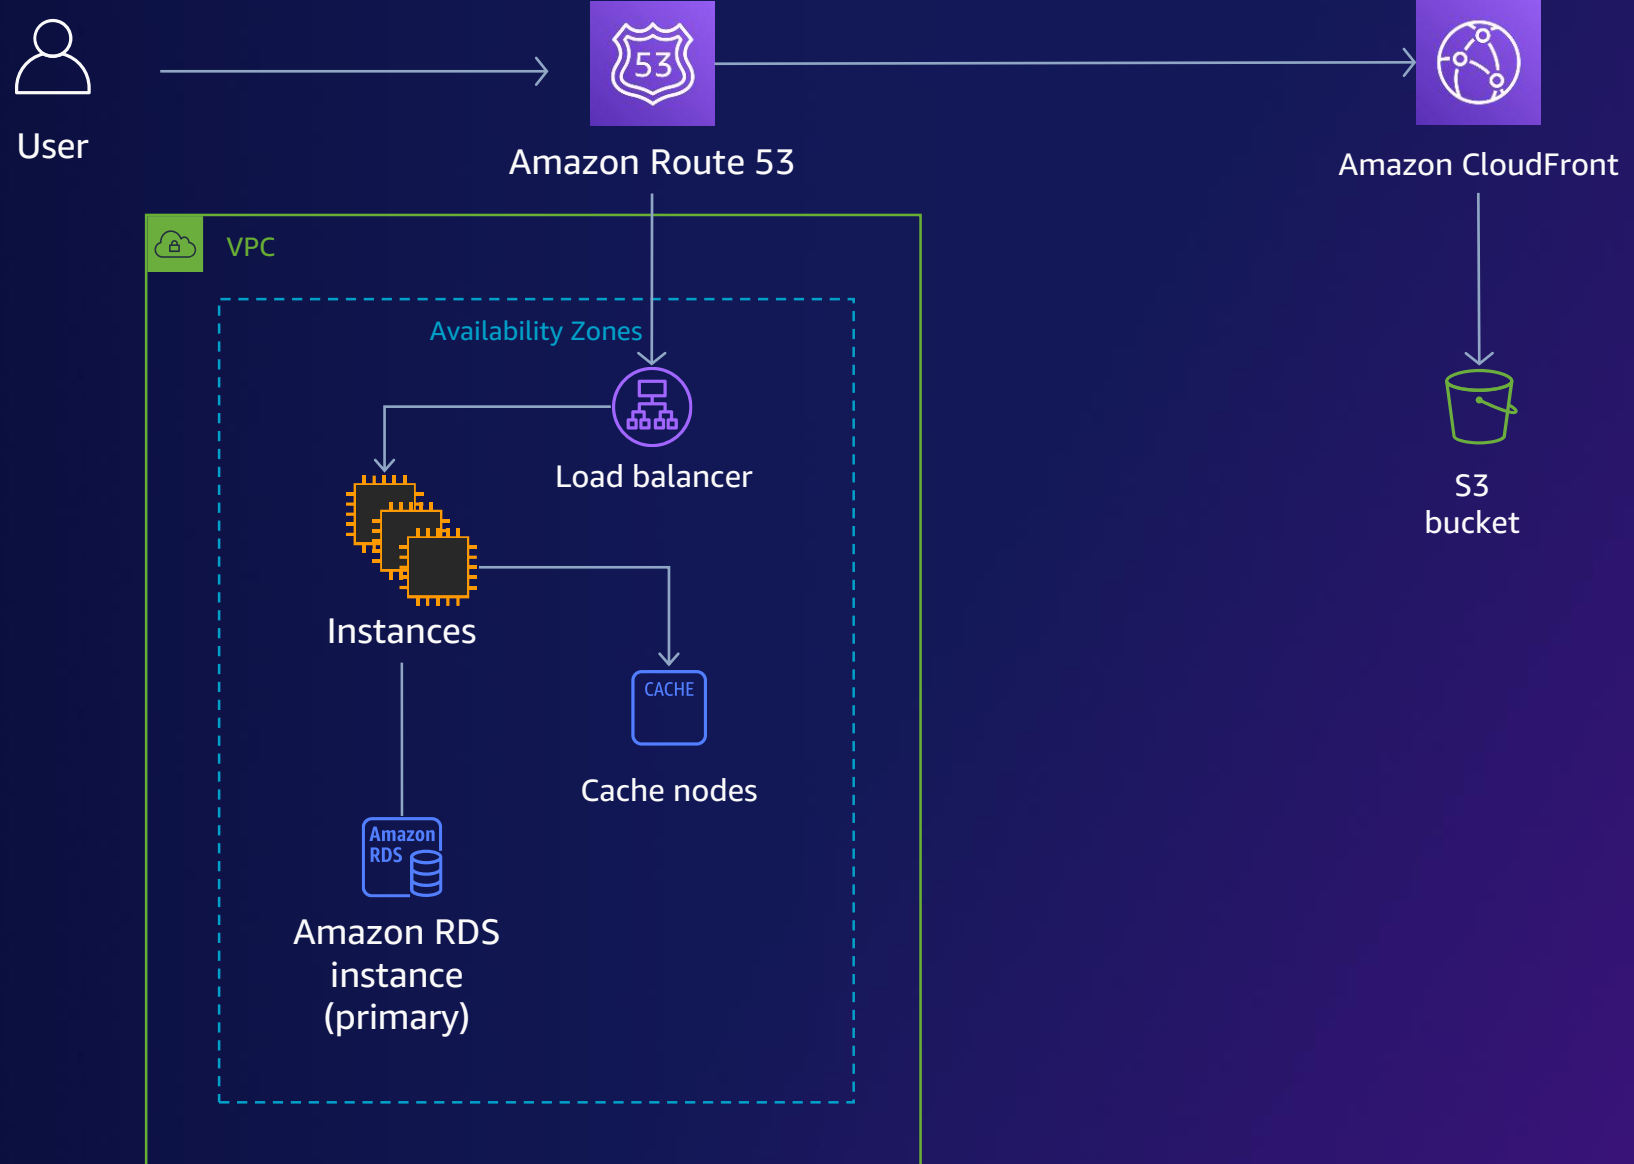 53
User
Amazon Route 53
Amazon CloudFront
VPC
Availability Zones
Load balancer
S3
bucket
Instances
CACHE
Cache nodes
Amazon
RDS
Amazon RDS
instance
(primary)